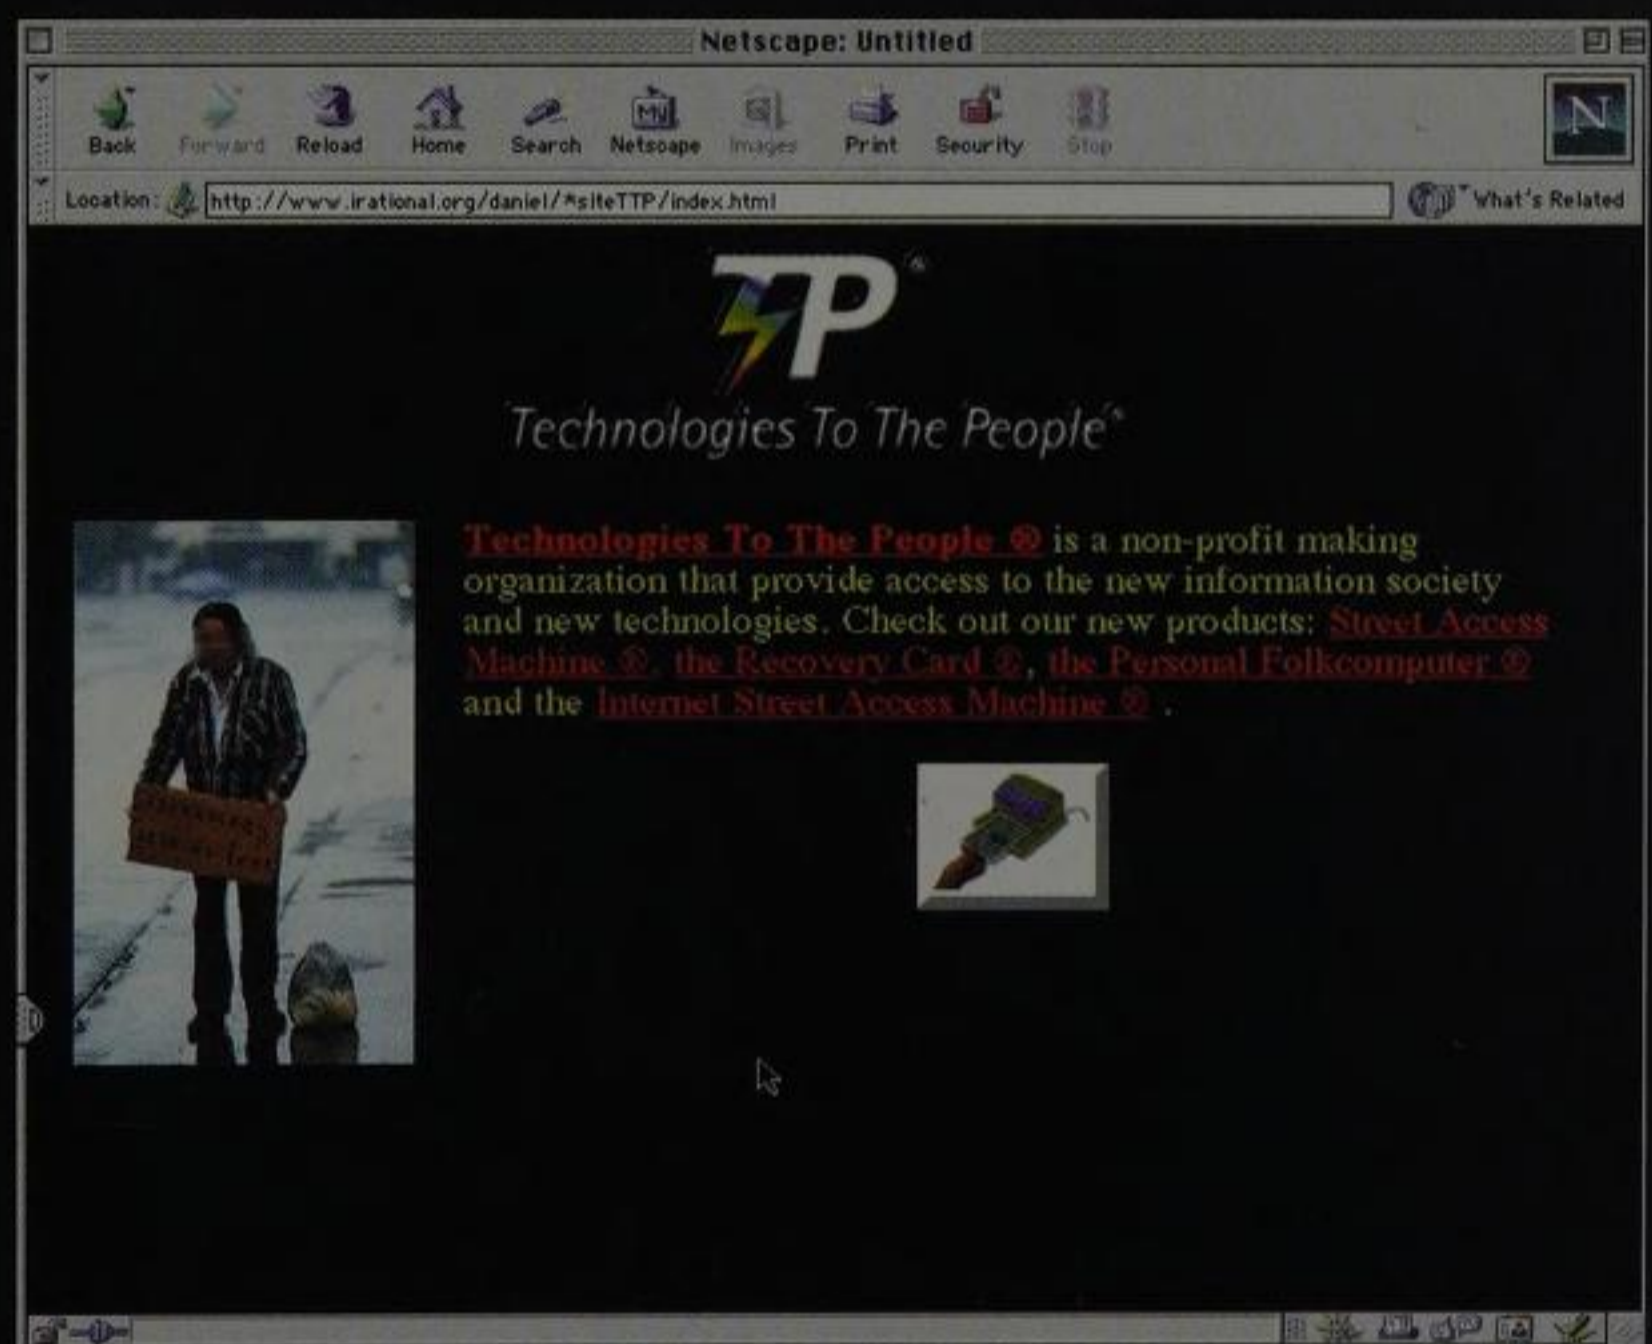 Netscape: Untitled
Back Forward Reload Home Search Netscape Images Print Security Stop
My
N
Location: http://www.irational.org/daniel/*siteTTP/index.html What's Related
TP
Technologies To The People®
Technologies To The People ® is a non-profit making
organization that provide access to the new information society
and new technologies. Check out our new products: Street Access
Machine ®, the Recovery Card ®, the Personal Folkcomputer ®
and the Internet Street Access Machine ® .